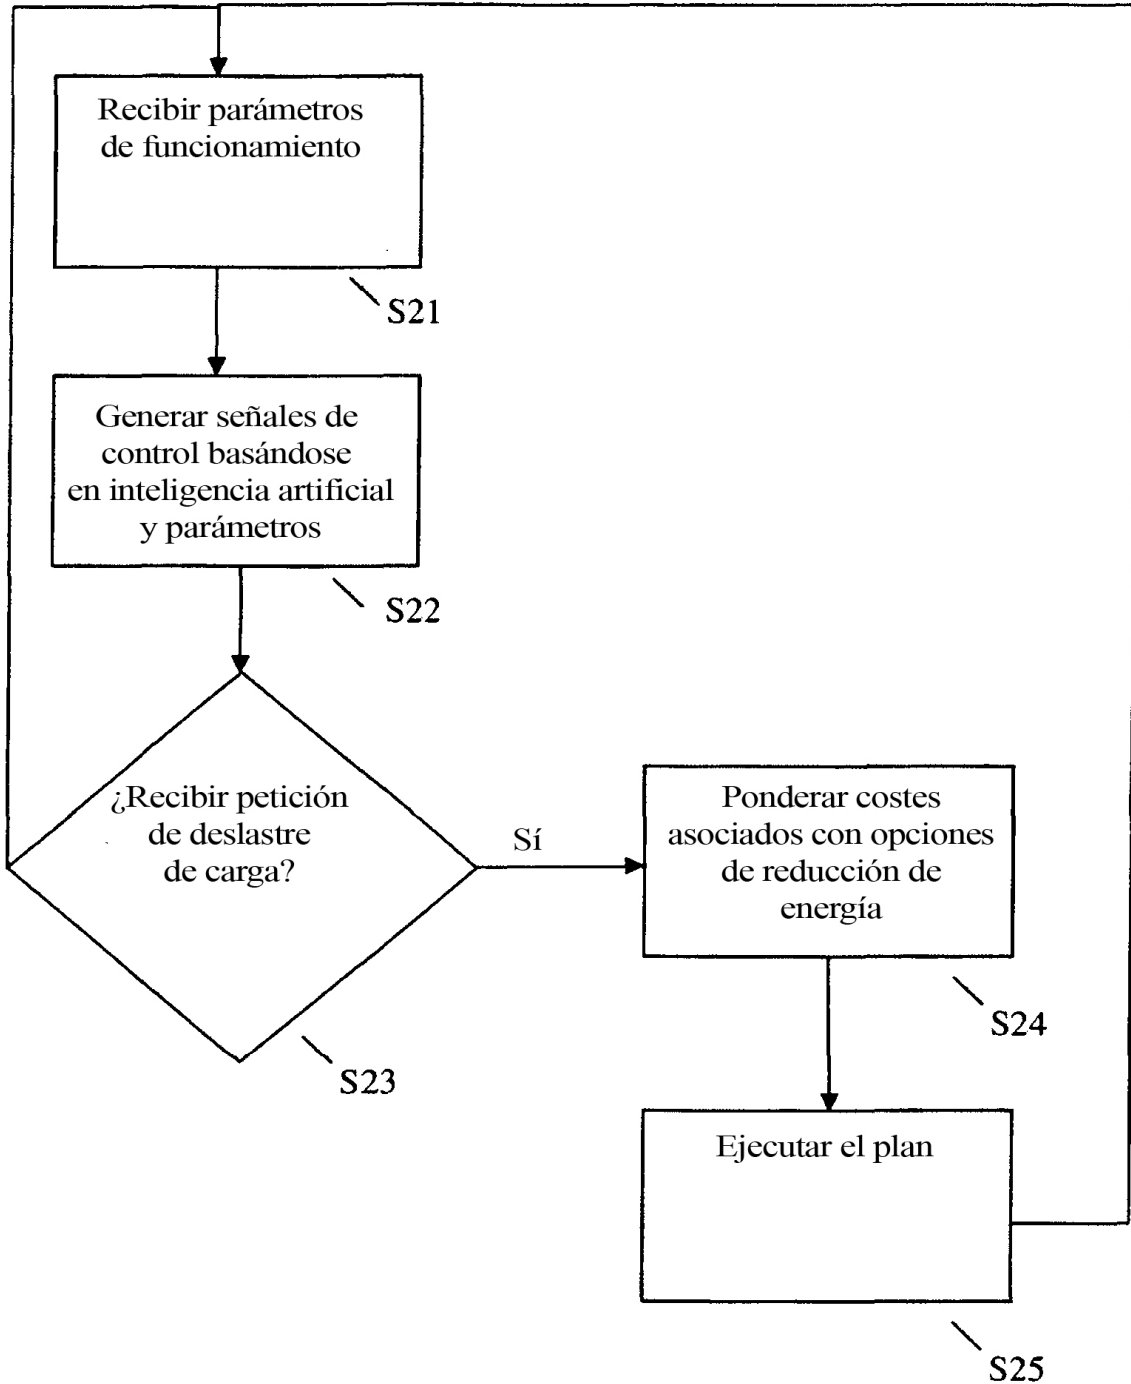 Recibir parámetros
de funcionamiento
S21
Generar señales de
control basándose
en inteligencia artificial
y parámetros
S22
¿Recibir petición
de deslastre
de carga?
S23
Sí
Ponderar costes
asociados con opciones
de reducción de
energía
S24
Ejecutar el plan
S25